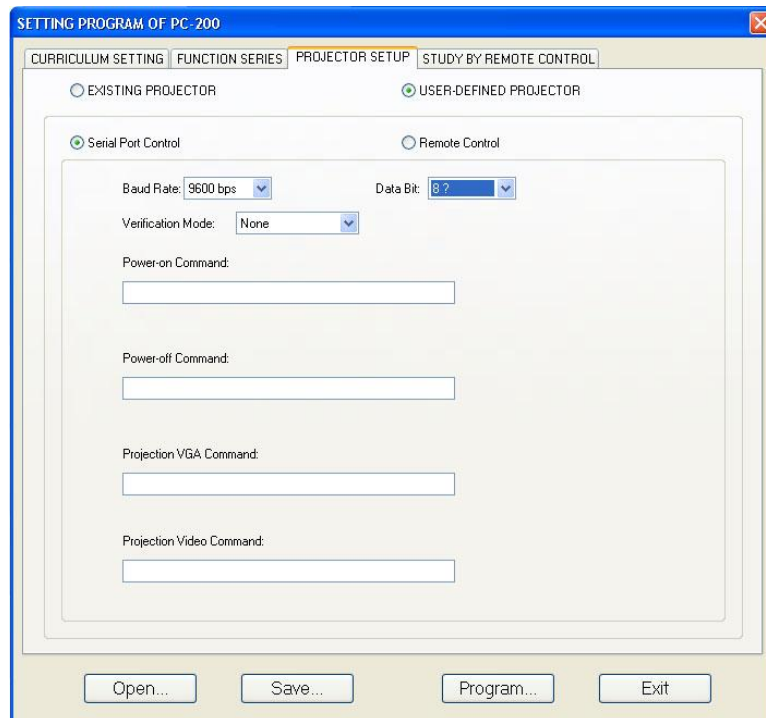 SETTING PROGRAM OF PC-200
CURRICULUM SETTING FUNCTION SERIES PROJECTOR SETUP STUDY BY REMOTE CONTROL
EXISTING PROJECTOR USER-DEFINED PROJECTOR
Serial Port Control Remote Control
Baud Rate: 9600 bps Data Bit: 8 ?
Verification Mode: None
Power-on Command:
Power-off Command:
Projection VGA Command:
Projection Video Command:
Open... Save... Program... Exit